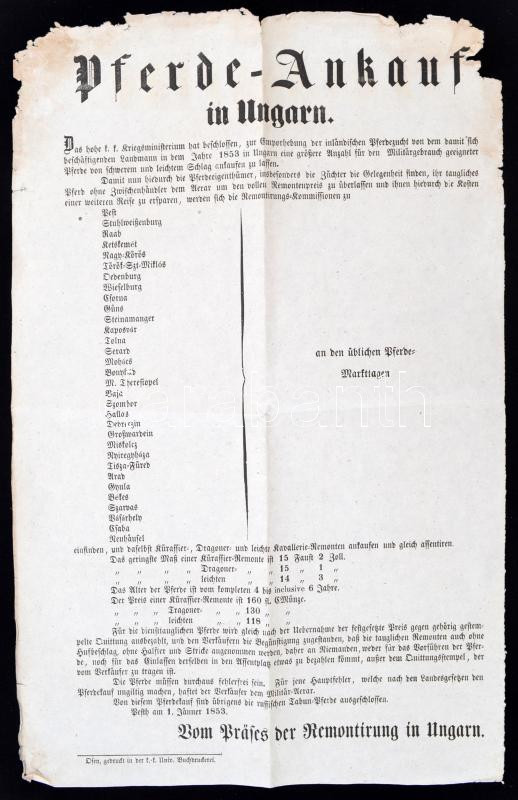 Pferde-Ankauf
in Ungarn.
Das hohe k. k. Kriegsministerium hat beschlossen, zur Emporhebung der inländischen Pferdezucht von dem damit sich
beschäftigenden Landmann in dem Jahre 1853 in Ungarn eine größere Anzahl für den Militärgebrauch geeigneter
Pferde von schwerem und leichtem Schlag ankaufen zu lassen.
Damit nun hiedurch die Pferdeeigenthümer, insbesonders die Züchter die Gelegenheit finden, ihr taugliches
Pferd ohne Zwischenhändler dem Aerar um den vollen Remontenpreis zu überlassen und ihnen hiedurch die Kosten
einer weiteren Reise zu ersparen, werden sich die Remontirungs-Kommissionen zu
Pest
Stuhlweißenburg
Raab
Ketskemét
Nagy-Körös
Török-Szt-Miklós
Oedenburg
Wieselburg
Csorna
Güns
Steinamanger
Kaposvár
Tolna
Sexard
Mohács
Bonyhád
M. Theresiopel
Baja
Szombor
Hallos
Debreczin
Großwardein
Miskolcz
Nyiregyháza
Tisza-Füred
Arad
Gyula
Békes
Szarvas
Vásárhely
Csaba
Neuhäusel
an den üblichen Pferde-
Markttagen
einfinden, und daselbst Kürassier-, Dragoner- und leichte Kavallerie-Remonten ankaufen und gleich assentiren.
Das geringste Maß einer Kürassier-Remonte ist 15 Faust 2 Zoll.
„ „ „ „ Dragoner- „ „ 15 „ 1 „
„ „ „ „ leichten „ „ 14 „ 3 „
Das Alter der Pferde ist vom kompleten 4 bis inclusive 6 Jahre.
Der Preis einer Kürassier-Remonte ist 160 fl. CMünze.
„ „ „ Dragoner- „ „ 130 „ „
„ „ „ leichten „ „ 118 „ „
Für die diensttauglichen Pferde wird gleich nach der Uebernahme der festgesetzte Preis gegen gehörig gestem-
pelte Quittung ausbezahlt, und den Verkäufern die Begünstigung zugestanden, daß die tauglichen Remonten auch ohne
Hufbeschlag, ohne Halfter und Stricke angenommen werden, daher an Niemanden, weder für das Vorführen der Pfer-
de, noch für das Einlassen derselben in den Assentplatz etwas zu bezahlen kömmt, außer dem Quittungsstempel, der
vom Verkäufer zu tragen ist.
Die Pferde müssen durchaus fehlerfrei sein. Für jene Hauptfehler, welche nach den Landesgesetzen den
Pferdekauf ungiltig machen, haftet der Verkäufer dem Militär-Aerar.
Von diesem Pferdekauf sind übrigens die russischen Tabun-Pferde ausgeschlossen.
Pesth am 1. Jänner 1853.
Vom Präses der Remontirung in Ungarn.
Ofen, gedruckt in der k.-k. Univ. Buchdruckerei.